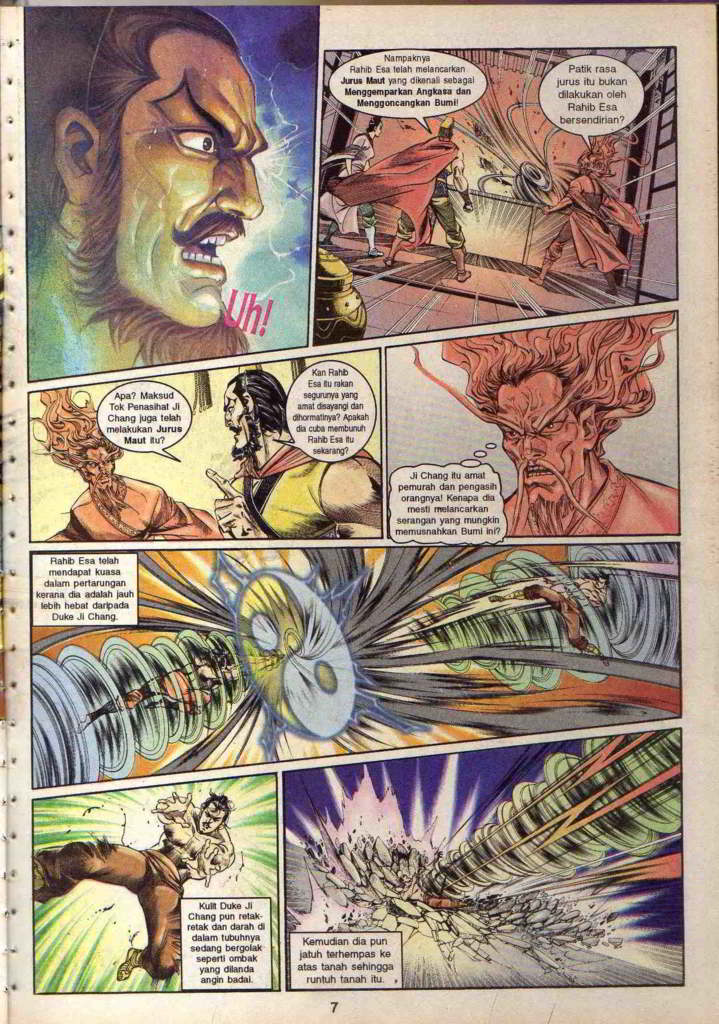 Uh!
Nampaknya
Rahib Esa telah melancarkan
Jurus Maut yang dikenali sebagai
Menggemparkan Angkasa dan
Menggoncangkan Bumi!
Patik rasa
jurus itu bukan
dilakukan oleh
Rahib Esa
bersendirian?
Apa? Maksud
Tok Penasihat Ji
Chang juga telah
melakukan Jurus
Maut itu?
Kan Rahib
Esa itu rakan
segurunya yang
amat disayangi dan
dihormatinya? Apakah
dia cuba membunuh
Rahib Esa itu
sekarang?
Ji Chang itu amat
pemurah dan pengasih
orangnya! Kenapa dia
mesti melancarkan
serangan yang mungkin
memusnahkan Bumi ini?
Rahib Esa telah
mendapat kuasa
dalam pertarungan
kerana dia adalah jauh
lebih hebat daripada
Duke Ji Chang.
Kulit Duke Ji
Chang pun retak-
retak dan darah di
dalam tubuhnya
sedang bergolak
seperti ombak
yang dilanda
angin badai.
Kemudian dia pun
jatuh terhempas ke
atas tanah sehingga
runtuh tanah itu.
7